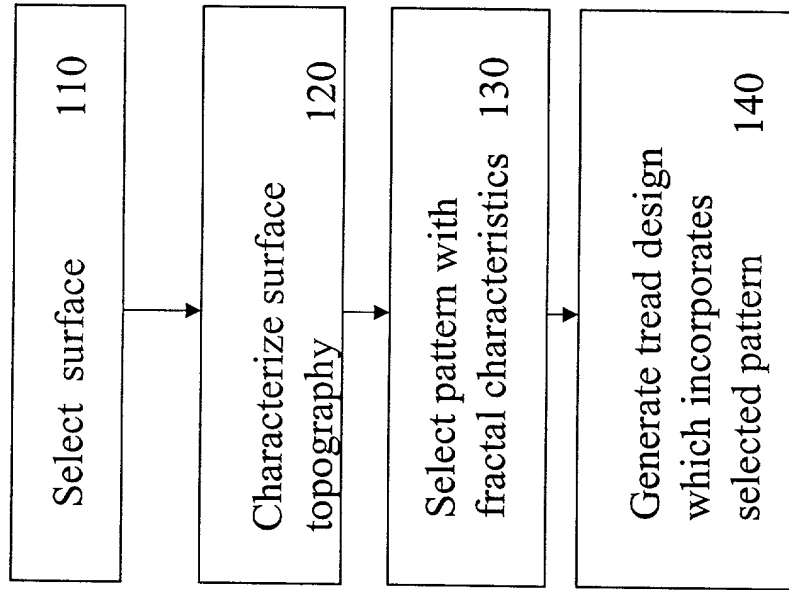 Select surface 110
Characterize surface
topography 120
Select pattern with
fractal characteristics 130
Generate tread design
which incorporates
selected pattern 140